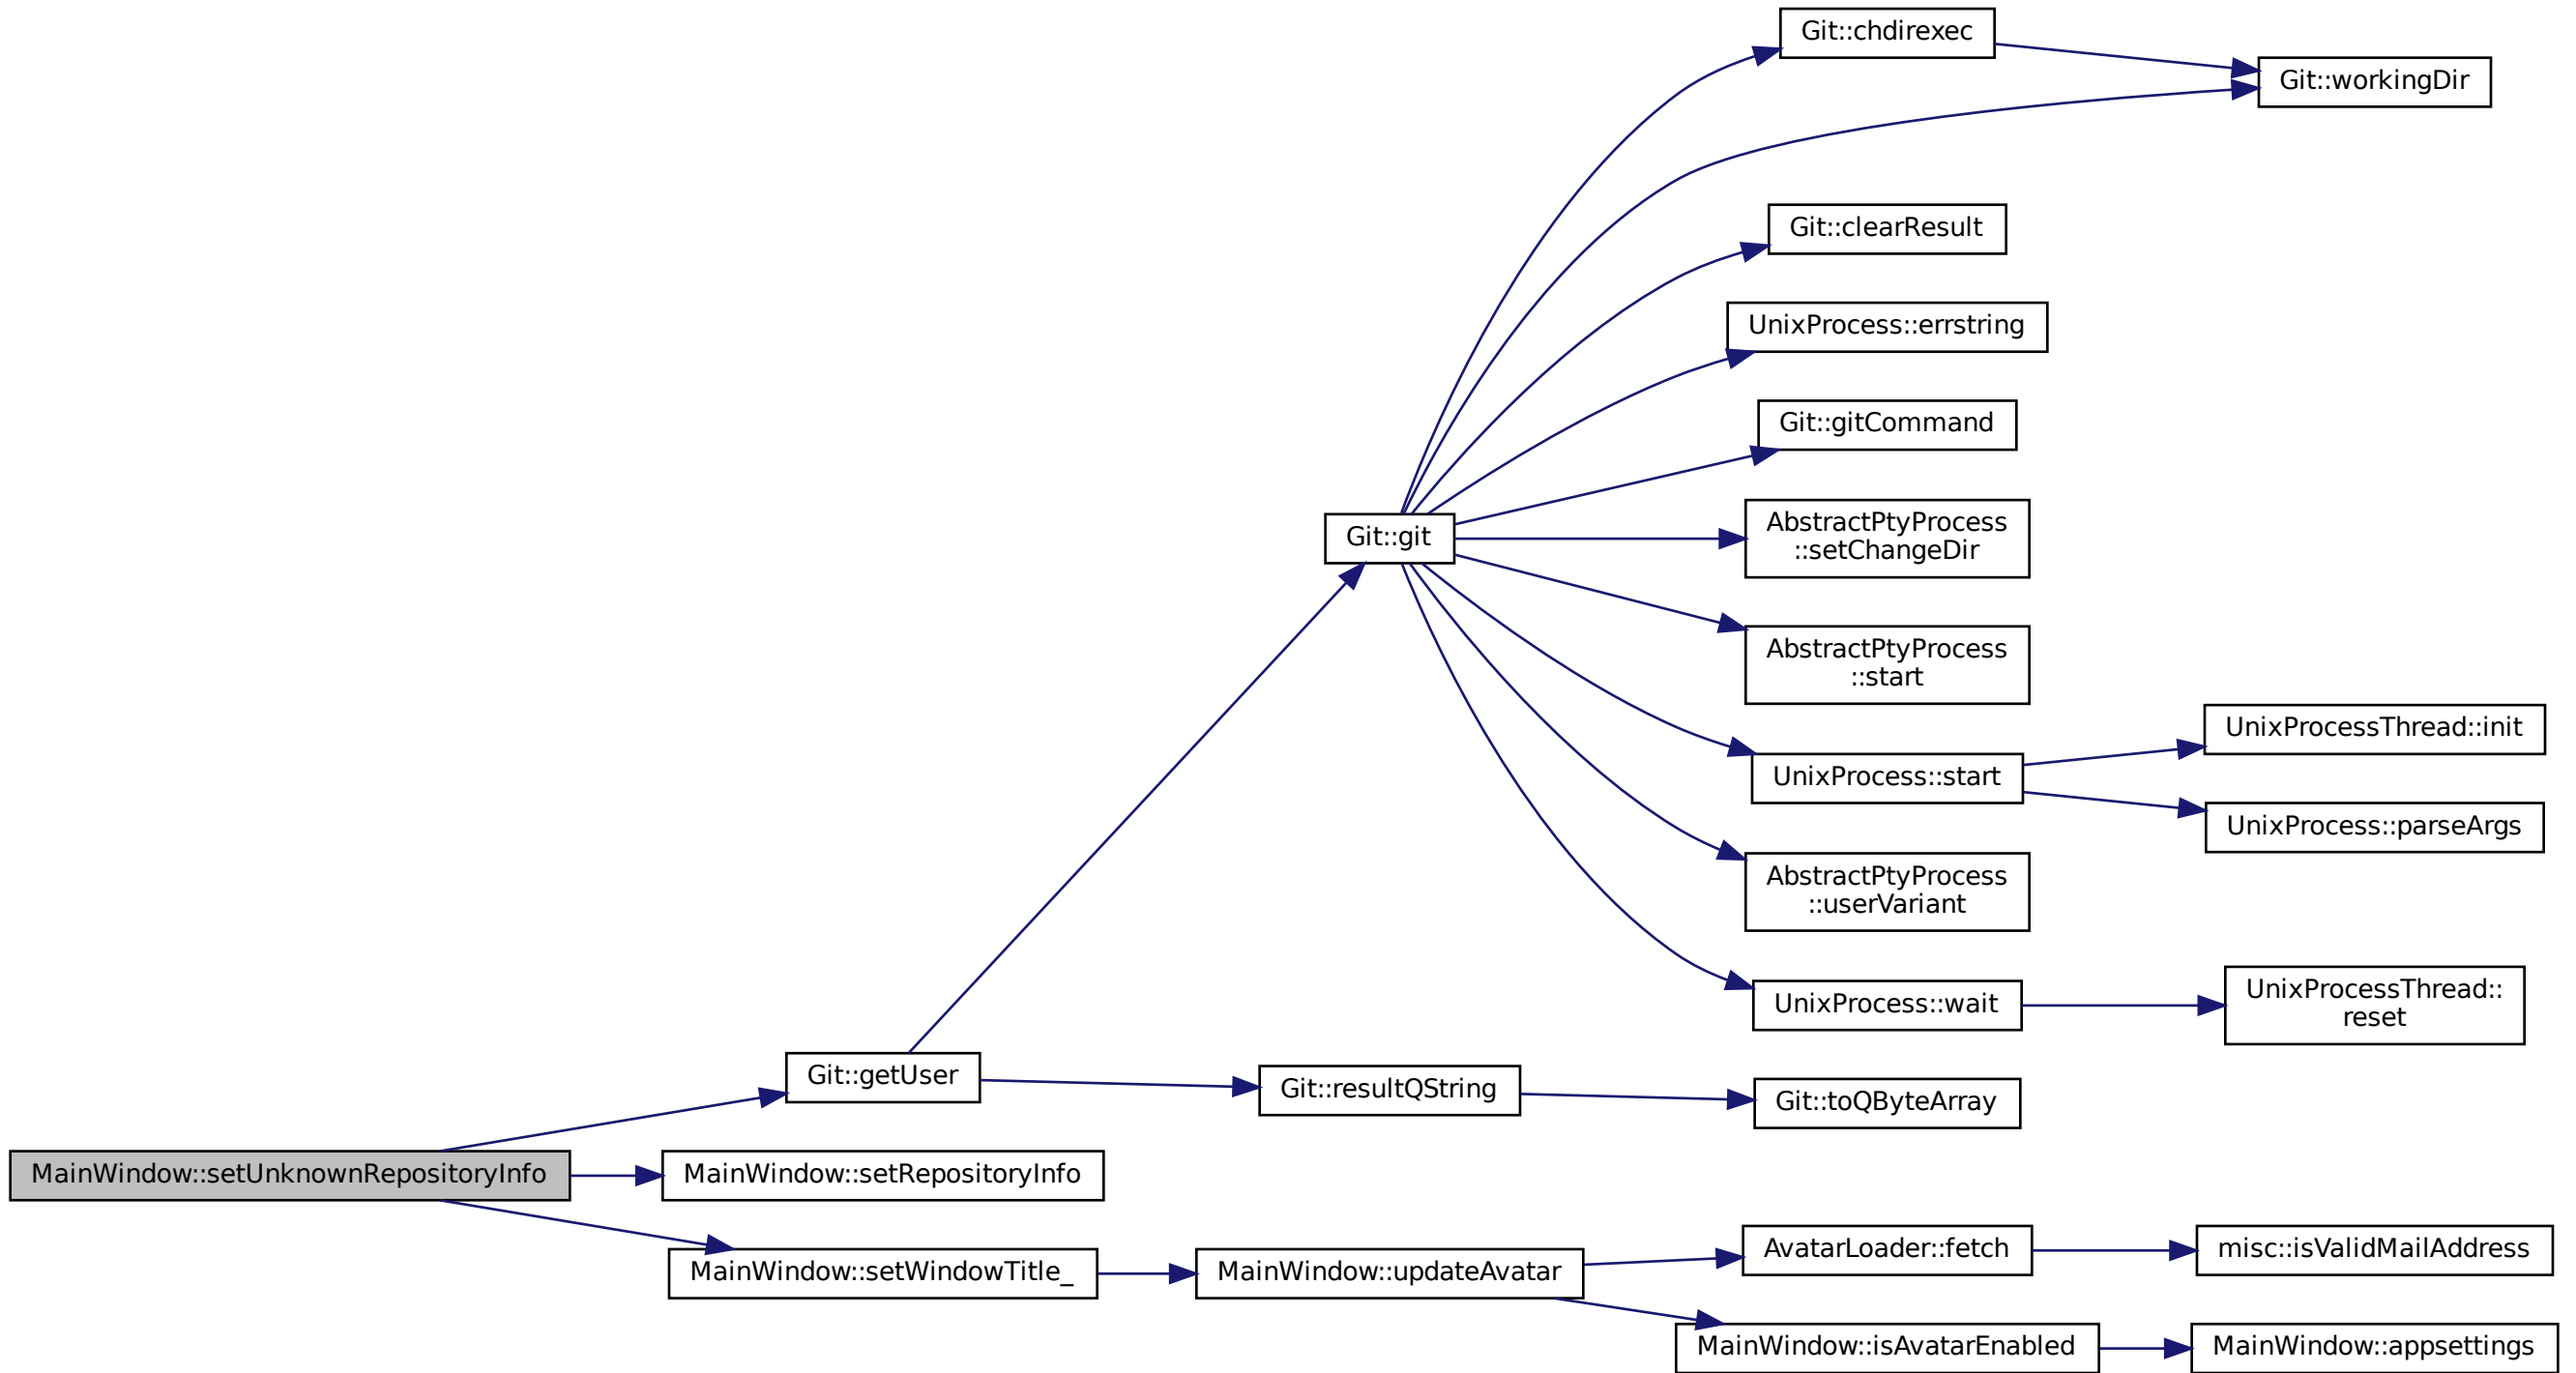 Git::chdirexec
Git::workingDir
Git::clearResult
UnixProcess::errstring
Git::gitCommand
AbstractPtyProcess
::setChangeDir
Git::git
AbstractPtyProcess
::start
UnixProcessThread::init
UnixProcess::start
UnixProcess::parseArgs
AbstractPtyProcess
::userVariant
UnixProcess::wait
UnixProcessThread::
reset
Git::getUser
Git::resultQString
Git::toQByteArray
MainWindow::setUnknownRepositoryInfo
MainWindow::setRepositoryInfo
MainWindow::setWindowTitle_
MainWindow::updateAvatar
AvatarLoader::fetch
misc::isValidMailAddress
MainWindow::isAvatarEnabled
MainWindow::appsettings